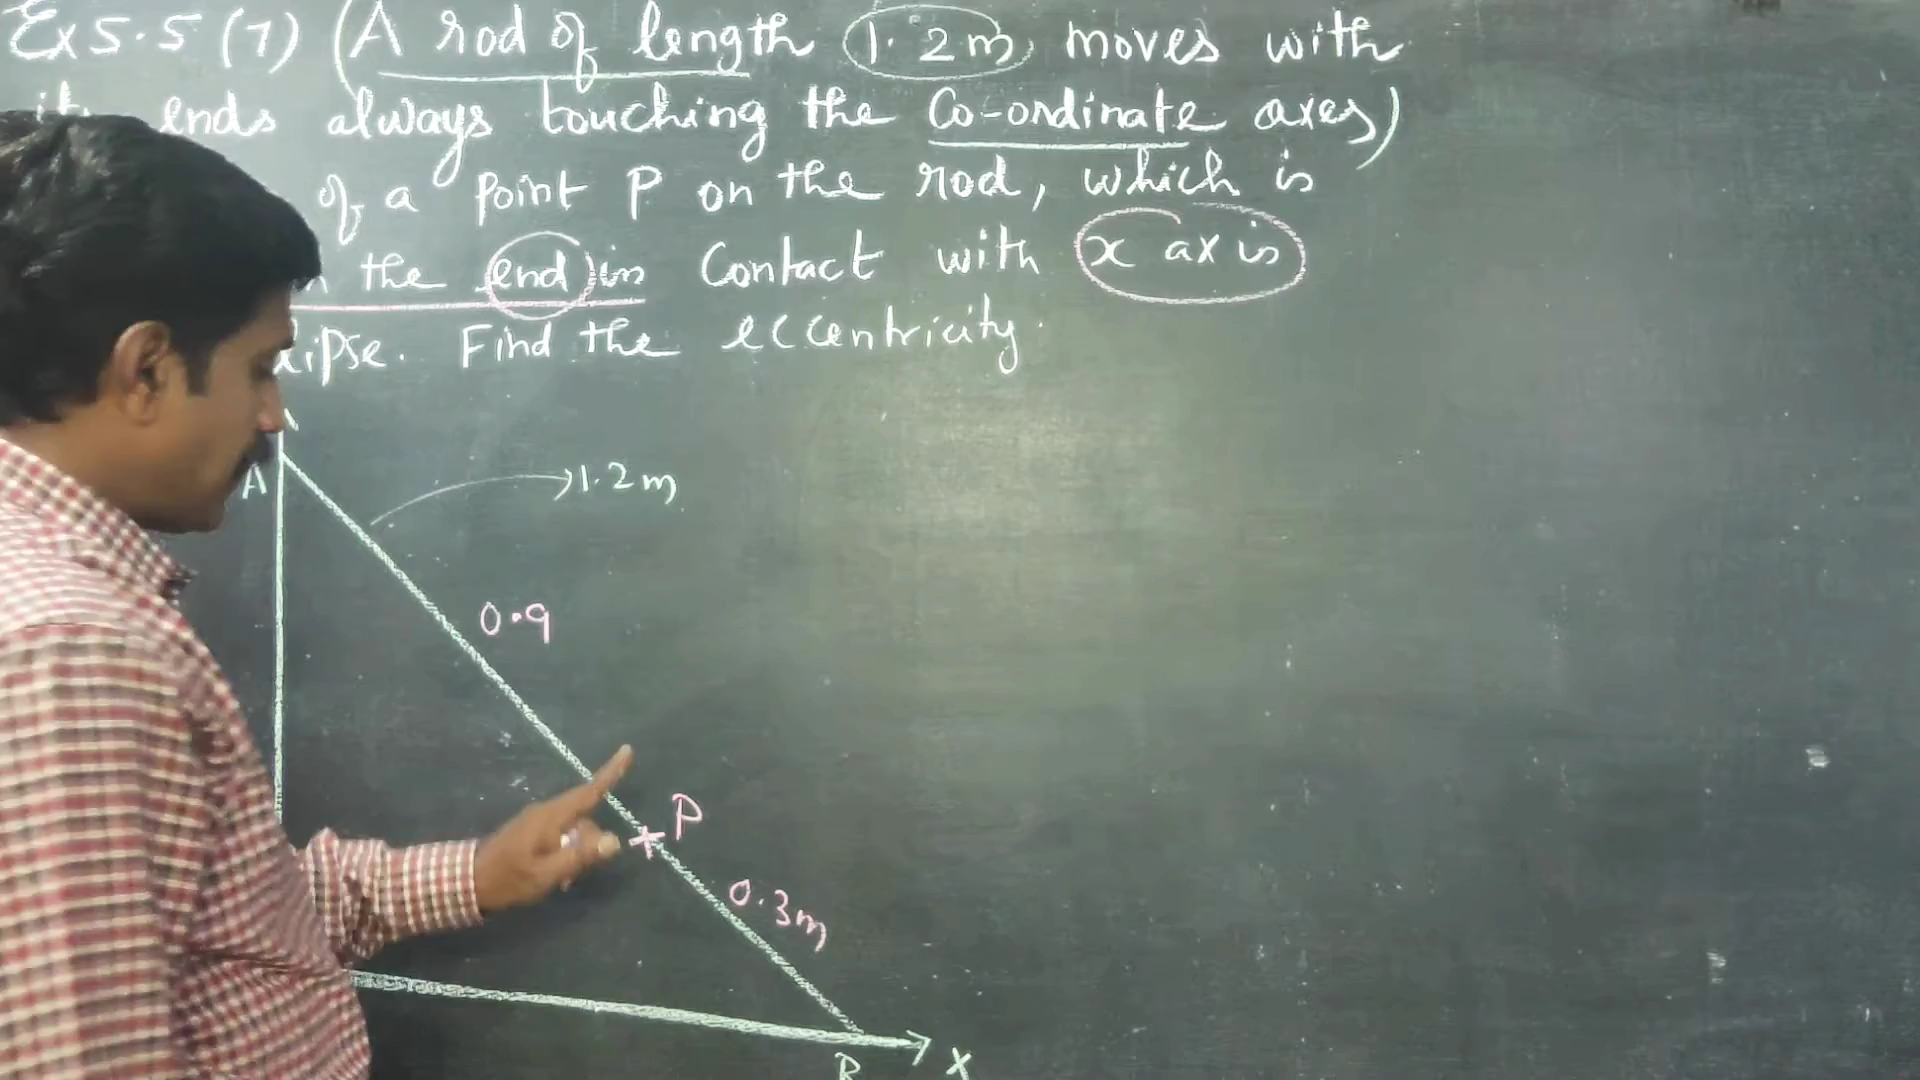 Ex 5.5 (7) (A rod of length 1.2m moves with
ends always touching the Co-ordinate axes)
of a point P on the rod, which is
the end in Contact with x axis
Find the eccentricity.
A
1.2m
0.9
P
0.3m
B
X